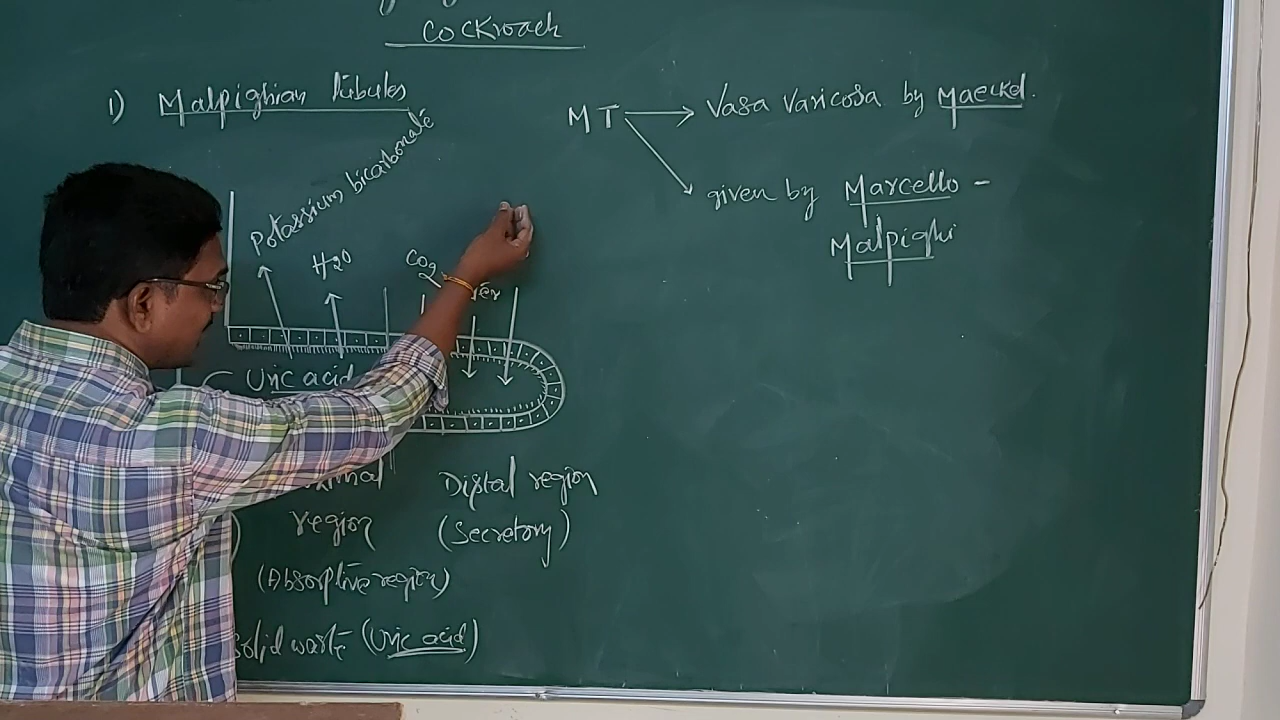 Cockroach
1) Malpighian tubules
MT → Vasa Varicosa by Maeckel.
given by Marcello -
Malpighi
Potassium bicarbonate
H2O
CO2
Uric acid
Distal region
region
(Secretory)
(Absorptive region)
solid waste (Uric acid)